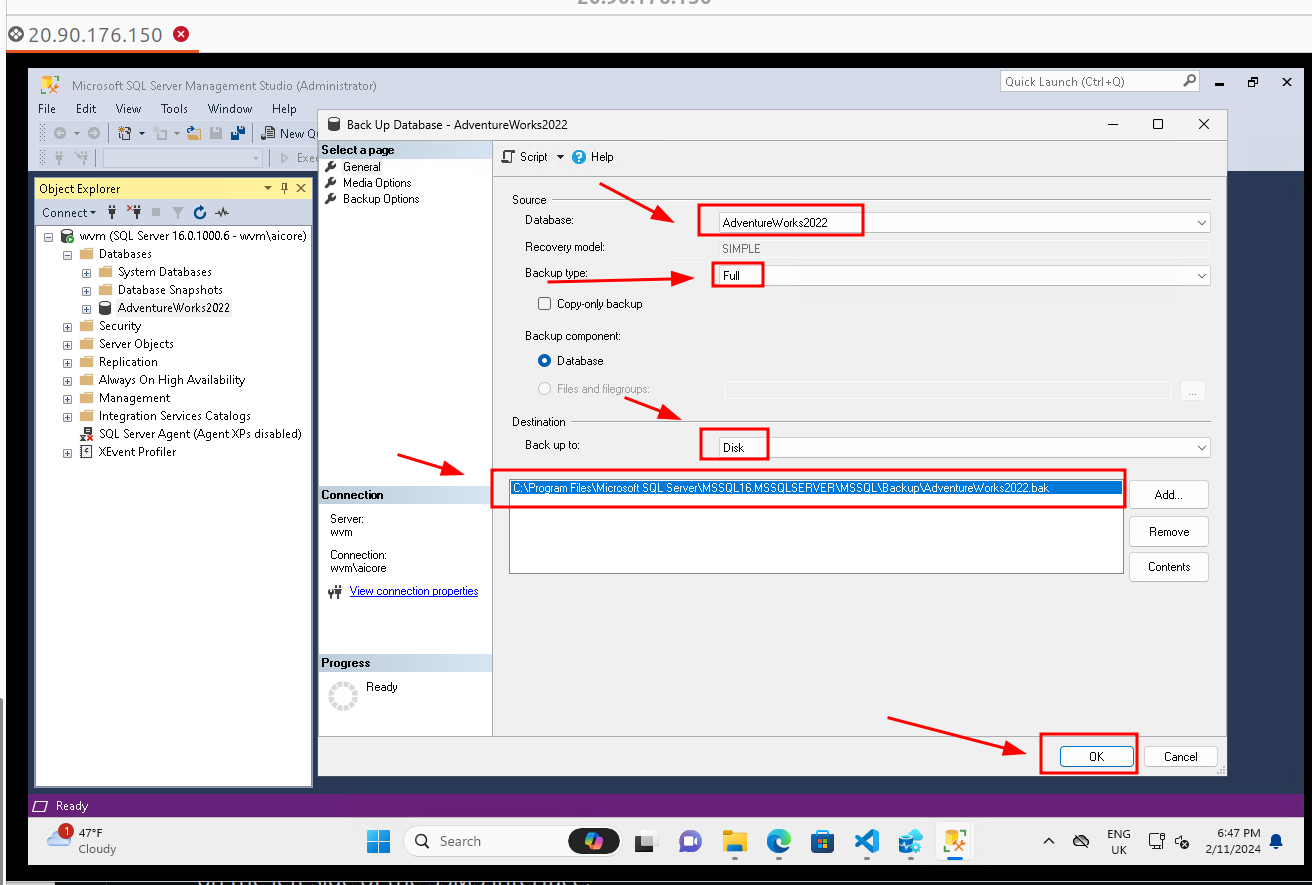 20.90.176.150
Microsoft SQL Server Management Studio (Administrator)
Quick Launch (Ctrl+Q)
File Edit View Tools Window Help
New Q
Exec
Object Explorer
Connect
wvm (SQL Server 16.0.1000.6 - wvm\aicore)
Databases
System Databases
Database Snapshots
AdventureWorks2022
Security
Server Objects
Replication
Always On High Availability
Management
Integration Services Catalogs
SQL Server Agent (Agent XPs disabled)
XEvent Profiler
Back Up Database - AdventureWorks2022
Select a page
General
Media Options
Backup Options
Script Help
Source
Database: AdventureWorks2022
Recovery model: SIMPLE
Backup type: Full
Copy-only backup
Backup component:
Database
Files and filegroups:
...
Destination
Back up to: Disk
C:\Program Files\Microsoft SQL Server\MSSQL16.MSSQLSERVER\MSSQL\Backup\AdventureWorks2022.bak
Add...
Remove
Contents
Connection
Server:
wvm
Connection:
wvm\aicore
View connection properties
Progress
Ready
OK Cancel
Ready
1
47°F
Cloudy
Search
ENG
UK
6:47 PM
2/11/2024